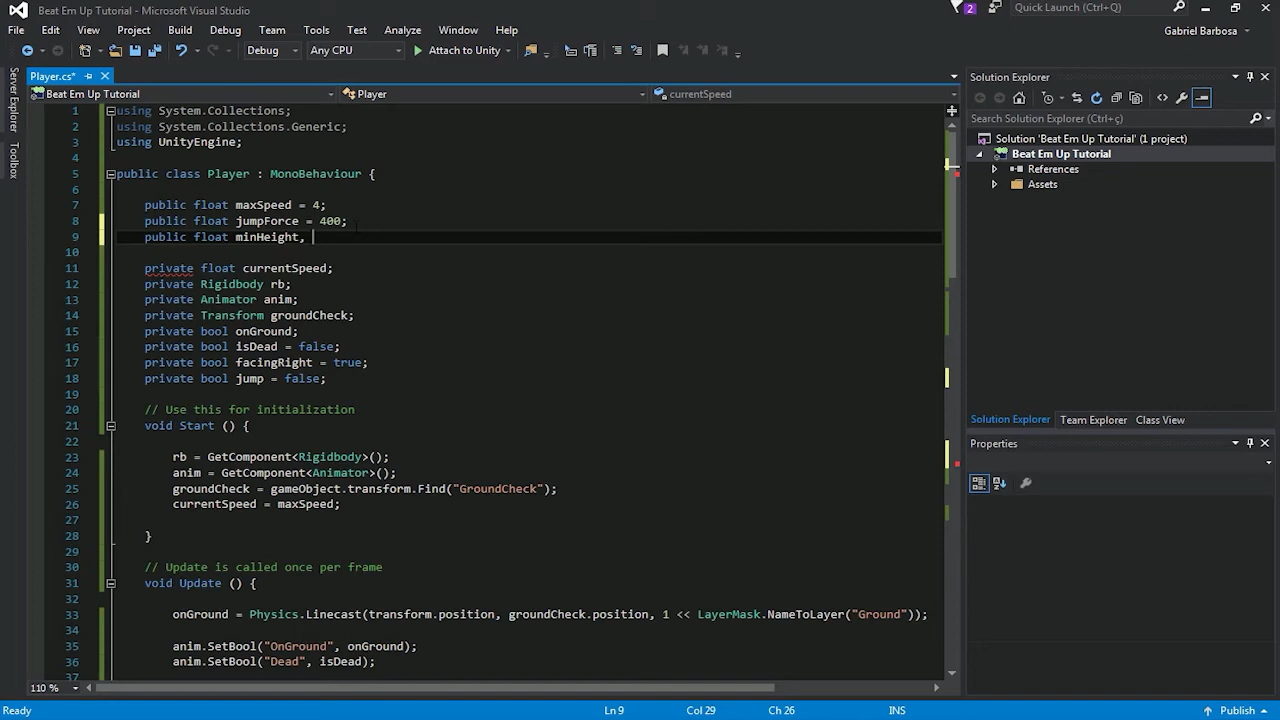 Beat Em Up Tutorial - Microsoft Visual Studio
2
Quick Launch (Ctrl+Q)
File Edit View Project Build Debug Team Tools Test Analyze Window Help
Gabriel Barbosa
Debug Any CPU Attach to Unity
Server Explorer
Toolbox
Player.cs*
Beat Em Up Tutorial Player currentSpeed
1 using System.Collections;
2 using System.Collections.Generic;
3 using UnityEngine;
4
5 public class Player : MonoBehaviour {
6
7 public float maxSpeed = 4;
8 public float jumpForce = 400;
9 public float minHeight,
10
11 private float currentSpeed;
12 private Rigidbody rb;
13 private Animator anim;
14 private Transform groundCheck;
15 private bool onGround;
16 private bool isDead = false;
17 private bool facingRight = true;
18 private bool jump = false;
19
20 // Use this for initialization
21 void Start () {
22
23 rb = GetComponent<Rigidbody>();
24 anim = GetComponent<Animator>();
25 groundCheck = gameObject.transform.Find("GroundCheck");
26 currentSpeed = maxSpeed;
27
28 }
29
30 // Update is called once per frame
31 void Update () {
32
33 onGround = Physics.Linecast(transform.position, groundCheck.position, 1 << LayerMask.NameToLayer("Ground"));
34
35 anim.SetBool("OnGround", onGround);
36 anim.SetBool("Dead", isDead);
37
110 %
Solution Explorer
Search Solution Explorer (Ctrl+ç)
Solution 'Beat Em Up Tutorial' (1 project)
Beat Em Up Tutorial
References
Assets
Solution Explorer Team Explorer Class View
Properties
Ready Ln 9 Col 29 Ch 26 INS Publish